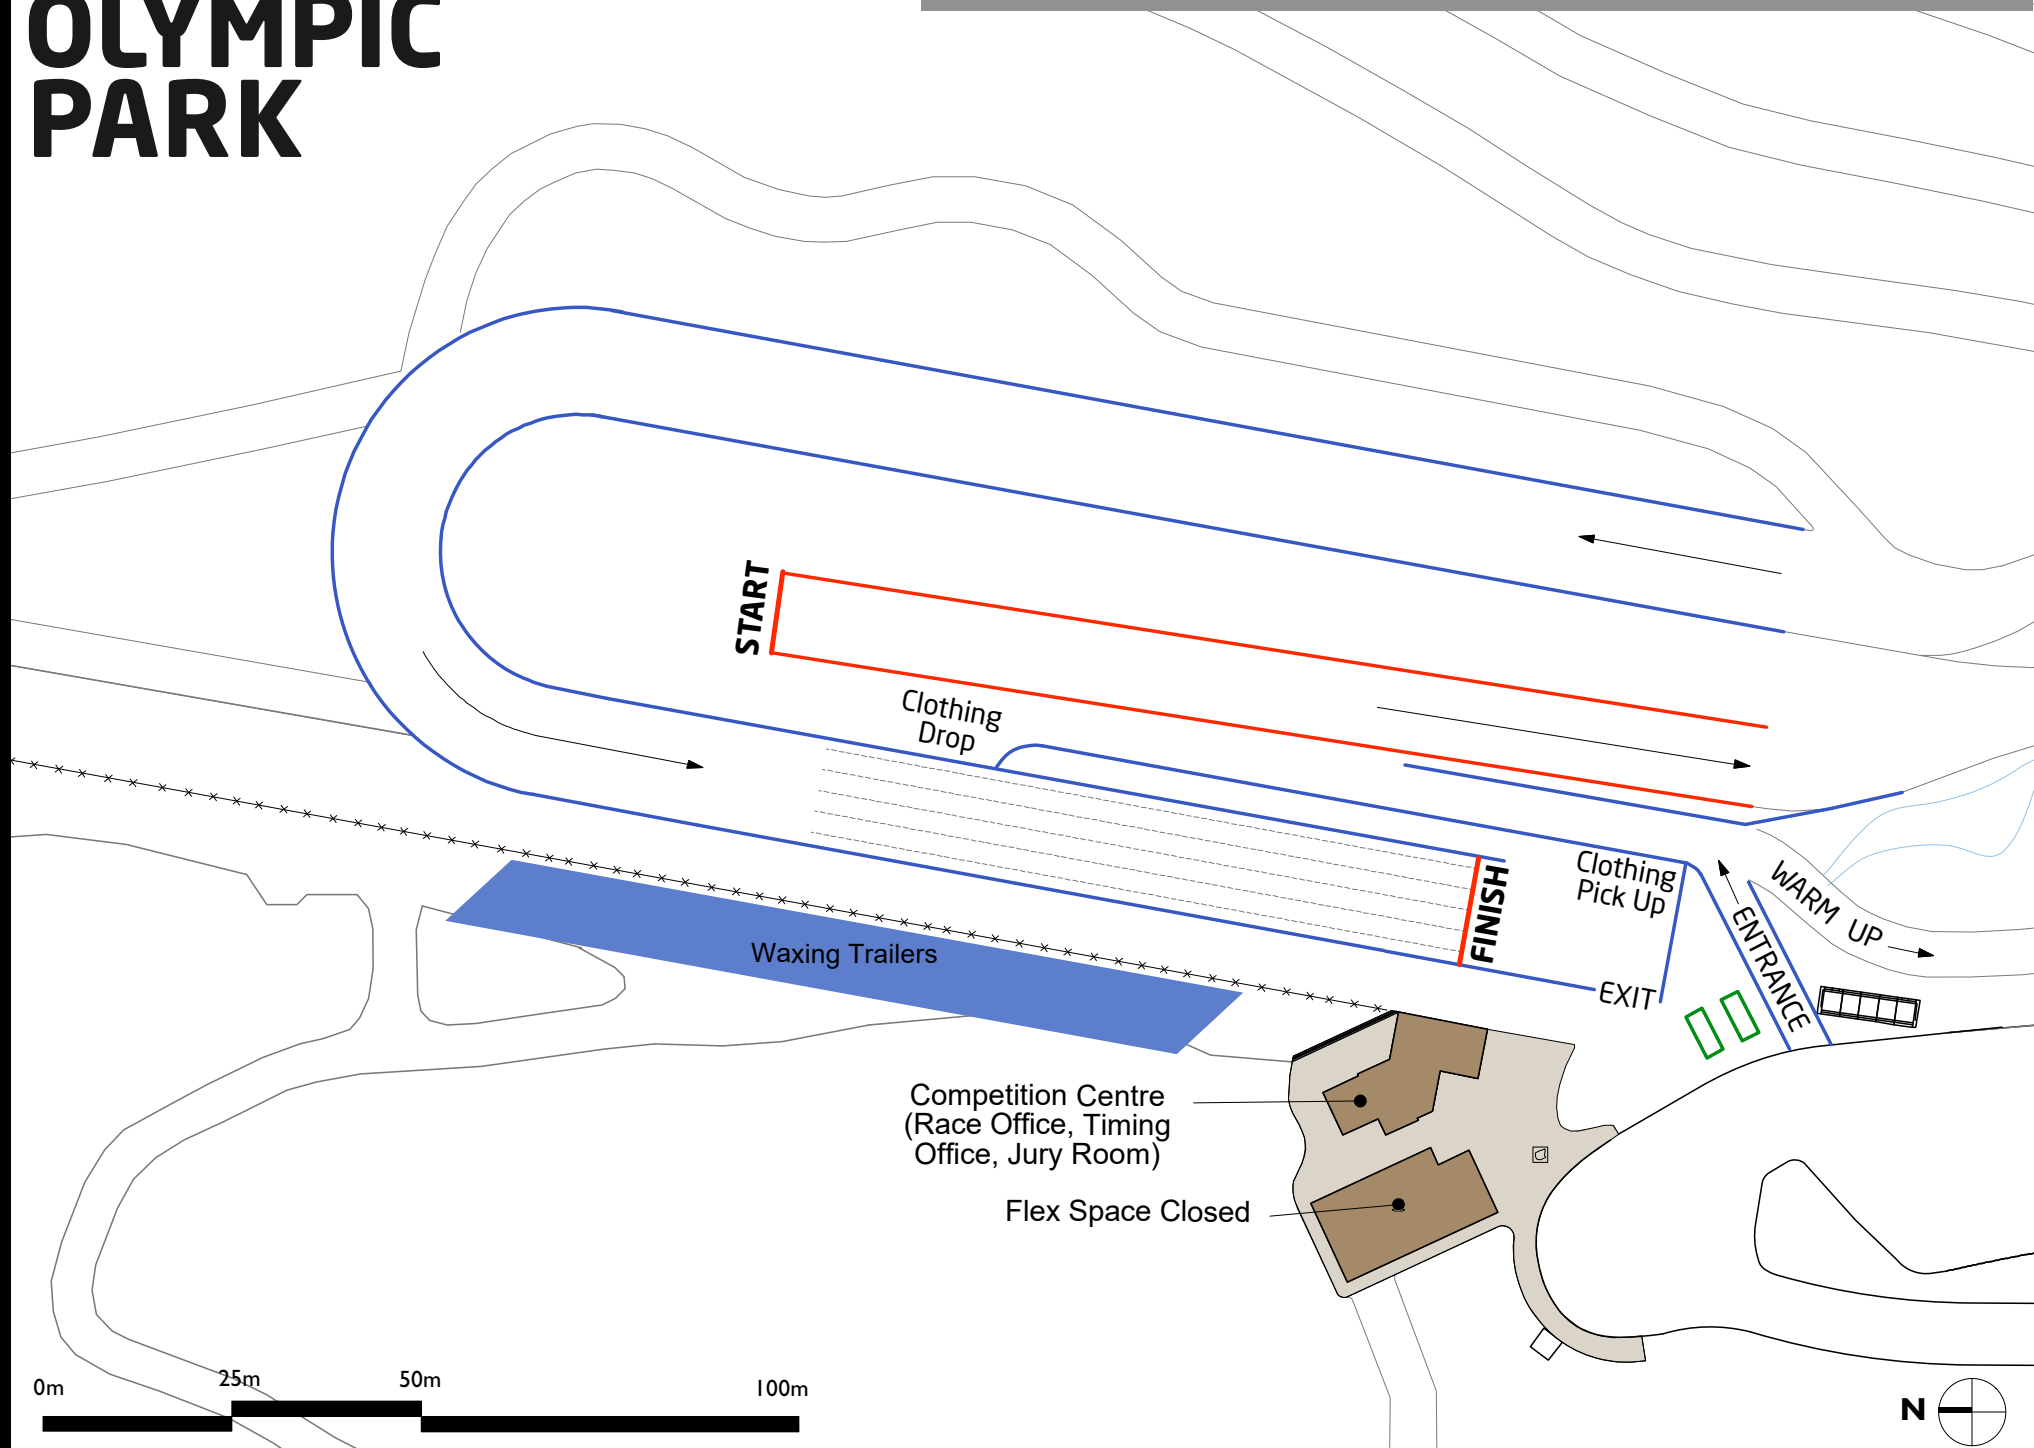 OLYMPIC
PARK
START
Clothing
Drop
FINISH
Clothing
Pick Up
WARM UP
ENTRANCE
EXIT
Waxing Trailers
Competition Centre
(Race Office, Timing
Office, Jury Room)
Flex Space Closed
0m 25m 50m 100m
N